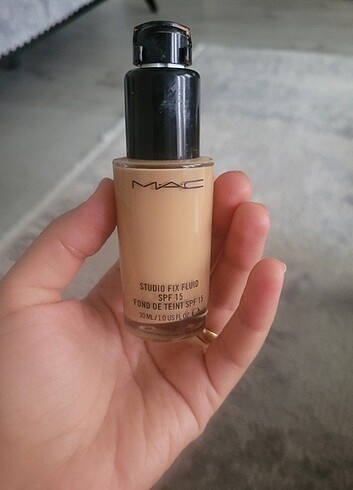 MAC
STUDIO FIX FLUID
SPF 15
FOND DE TEINT SPF 15
30 ML / 1.0 US FL OZ